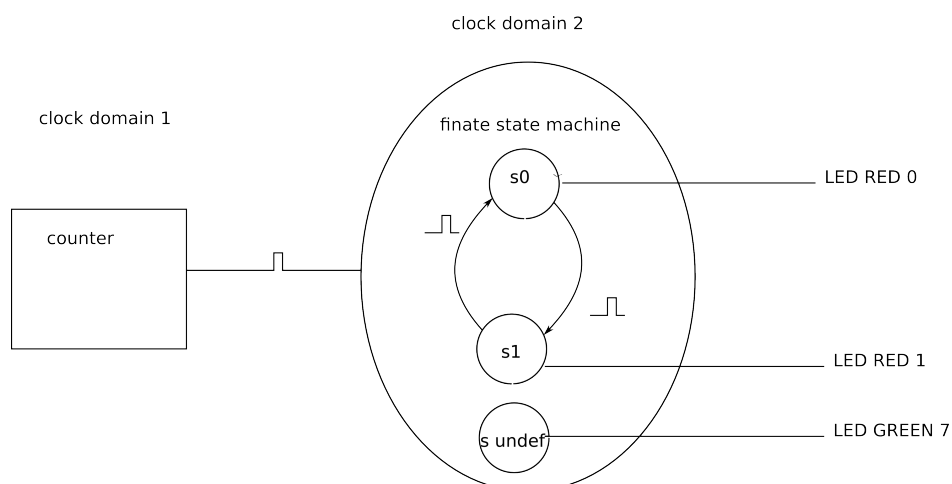 clock domain 2
clock domain 1
finate state machine
s0
LED RED 0
counter
s1
LED RED 1
s undef
LED GREEN 7